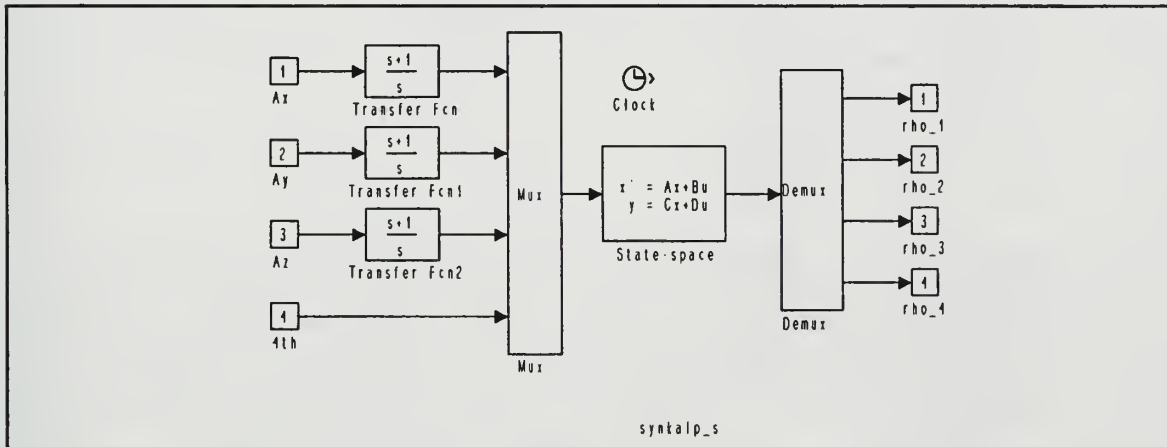 1
Ax
s+1
s
Transfer Fcn
2
Ay
s+1
s
Transfer Fcn1
3
Az
s+1
s
Transfer Fcn2
4
4th
Mux
Mux
Clock
x' = Ax+Bu
y = Cx+Du
State-space
Demux
Demux
1
rho_1
2
rho_2
3
rho_3
4
rho_4
synkalp_s